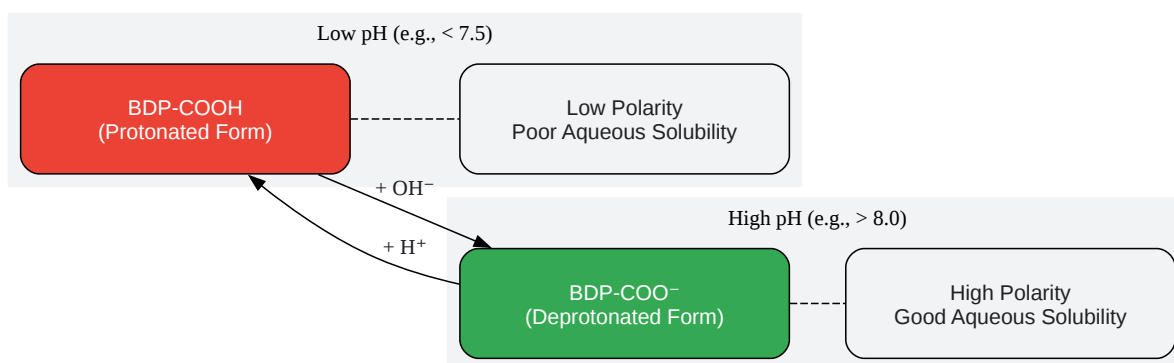 Low pH (e.g., < 7.5)
BDP-COOH
(Protonated Form)
Low Polarity
Poor Aqueous Solubility
+ OH⁻
+ H⁺
High pH (e.g., > 8.0)
BDP-COO⁻
(Deprotonated Form)
High Polarity
Good Aqueous Solubility